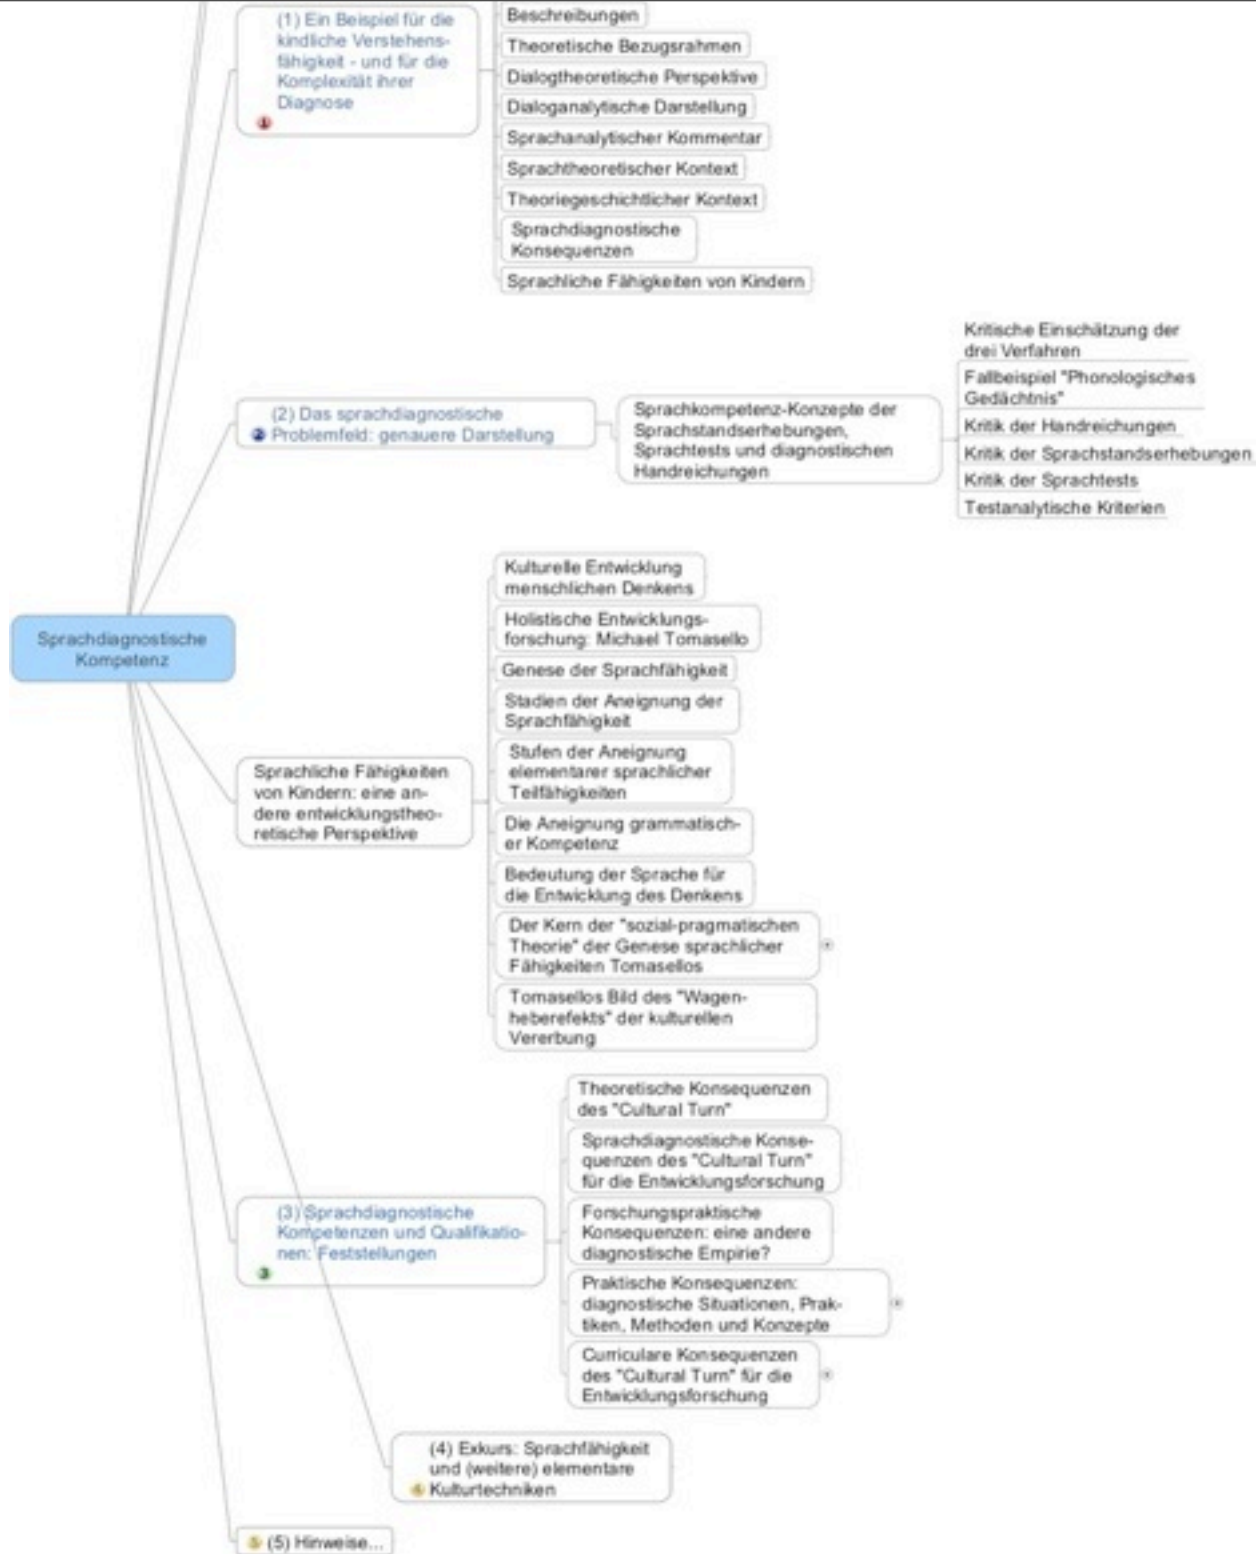 (1) Ein Beispiel für die
kindliche Verstehens-
fähigkeit - und für die
Komplexität ihrer
Diagnose
1
Beschreibungen
Theoretische Bezugsrahmen
Dialogtheoretische Perspektive
Dialoganalytische Darstellung
Sprachanalytischer Kommentar
Sprachtheoretischer Kontext
Theoriegeschichtlicher Kontext
Sprachdiagnostische
Konsequenzen
Sprachliche Fähigkeiten von Kindern
(2) Das sprachdiagnostische
2 Problemfeld: genauere Darstellung
Sprachkompetenz-Konzepte der
Sprachstandserhebungen,
Sprachtests und diagnostischen
Handreichungen
Kritische Einschätzung der
drei Verfahren
Fallbeispiel "Phonologisches
Gedächtnis"
Kritik der Handreichungen
Kritik der Sprachstandserhebungen
Kritik der Sprachtests
Testanalytische Kriterien
Sprachdiagnostische
Kompetenz
Sprachliche Fähigkeiten
von Kindern: eine an-
dere entwicklungstheo-
retische Perspektive
Kulturelle Entwicklung
menschlichen Denkens
Holistische Entwicklungs-
forschung: Michael Tomasello
Genese der Sprachfähigkeit
Stadien der Aneignung der
Sprachfähigkeit
Stufen der Aneignung
elementarer sprachlicher
Teilfähigkeiten
Die Aneignung grammatisch-
er Kompetenz
Bedeutung der Sprache für
die Entwicklung des Denkens
Der Kern der "sozial-pragmatischen
Theorie" der Genese sprachlicher
Fähigkeiten Tomasellos
Tomasellos Bild des "Wagen-
heberefekts" der kulturellen
Vererbung
(3) Sprachdiagnostische
Kompetenzen und Qualifikatio-
nen: Feststellungen
3
Theoretische Konsequenzen
des "Cultural Turn"
Sprachdiagnostische Konse-
quenzen des "Cultural Turn"
für die Entwicklungsforschung
Forschungspraktische
Konsequenzen: eine andere
diagnostische Empirie?
Praktische Konsequenzen:
diagnostische Situationen, Prak-
tiken, Methoden und Konzepte
Curriculare Konsequenzen
des "Cultural Turn" für die
Entwicklungsforschung
(4) Exkurs: Sprachfähigkeit
und (weitere) elementare
4 Kulturtechniken
5 (5) Hinweise...